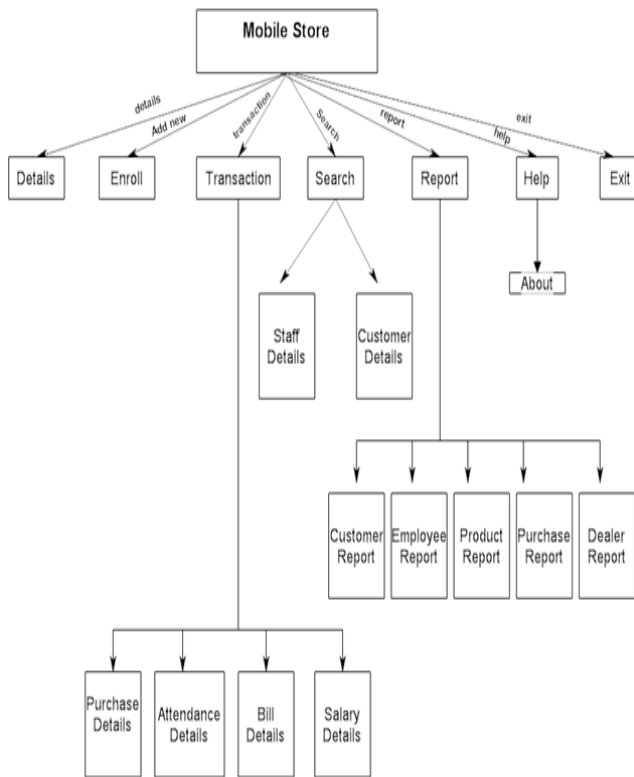 Mobile Store
details
Add new
transaction
Search
report
help
exit
Details
Enroll
Transaction
Search
Report
Help
Exit
About
Staff
Details
Customer
Details
Customer
Report
Employee
Report
Product
Report
Purchase
Report
Dealer
Report
Purchase
Details
Attendance
Details
Bill
Details
Salary
Details